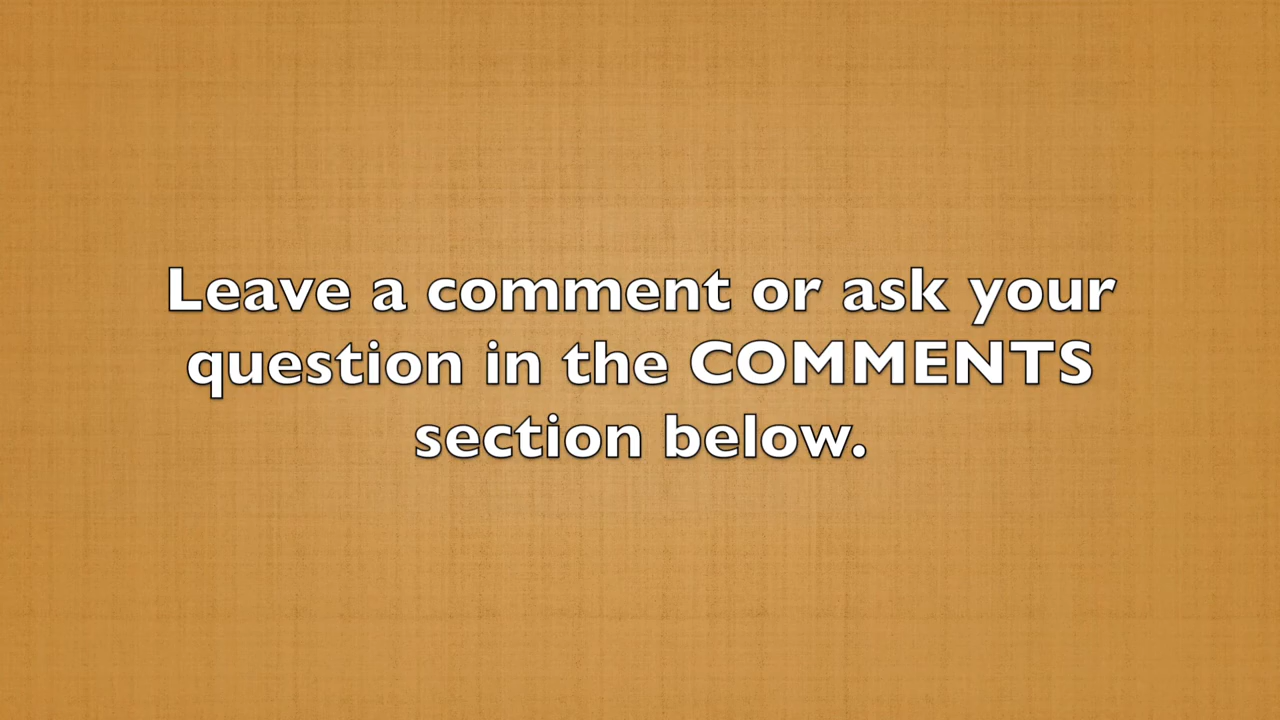 Leave a comment or ask your
question in the COMMENTS
section below.